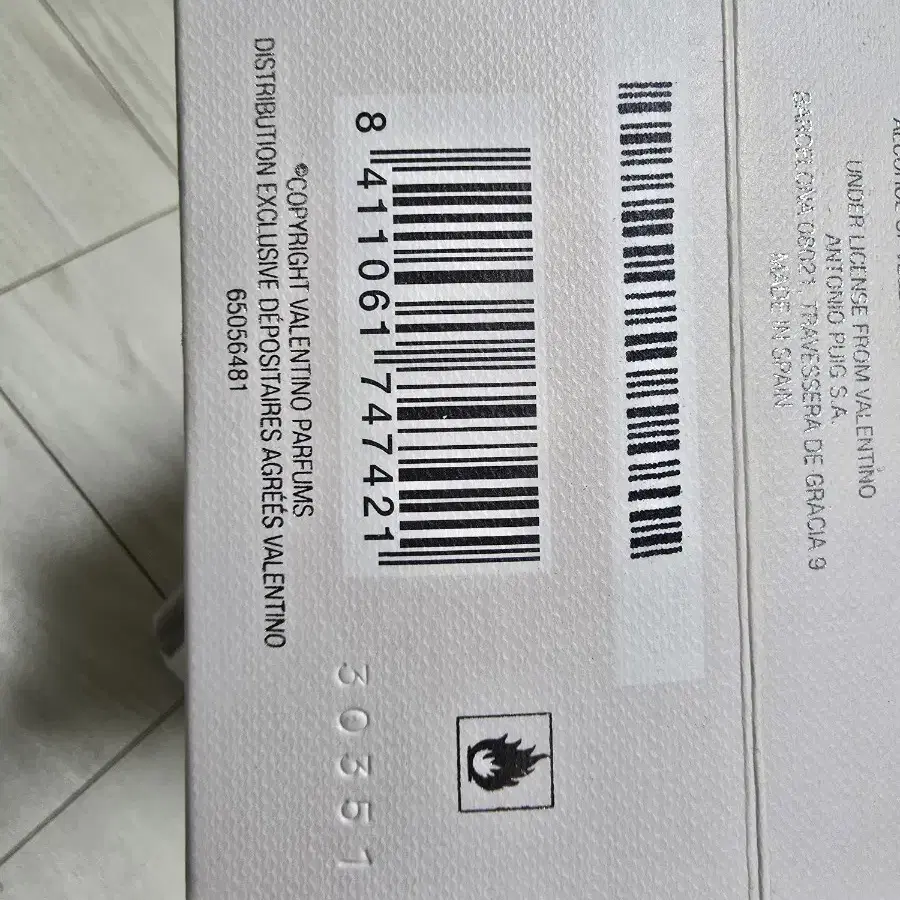 UNDER LICENSE FROM VALENTINO
ANTONIO PUIG S.A.
BARCELONA 08021, TRAVESSERA DE GRACIA 9
MADE IN SPAIN
8 411061 747421
©COPYRIGHT VALENTINO PARFUMS
DISTRIBUTION EXCLUSIVE DÉPOSITAIRES AGRÉÉS VALENTINO
65056481
30351